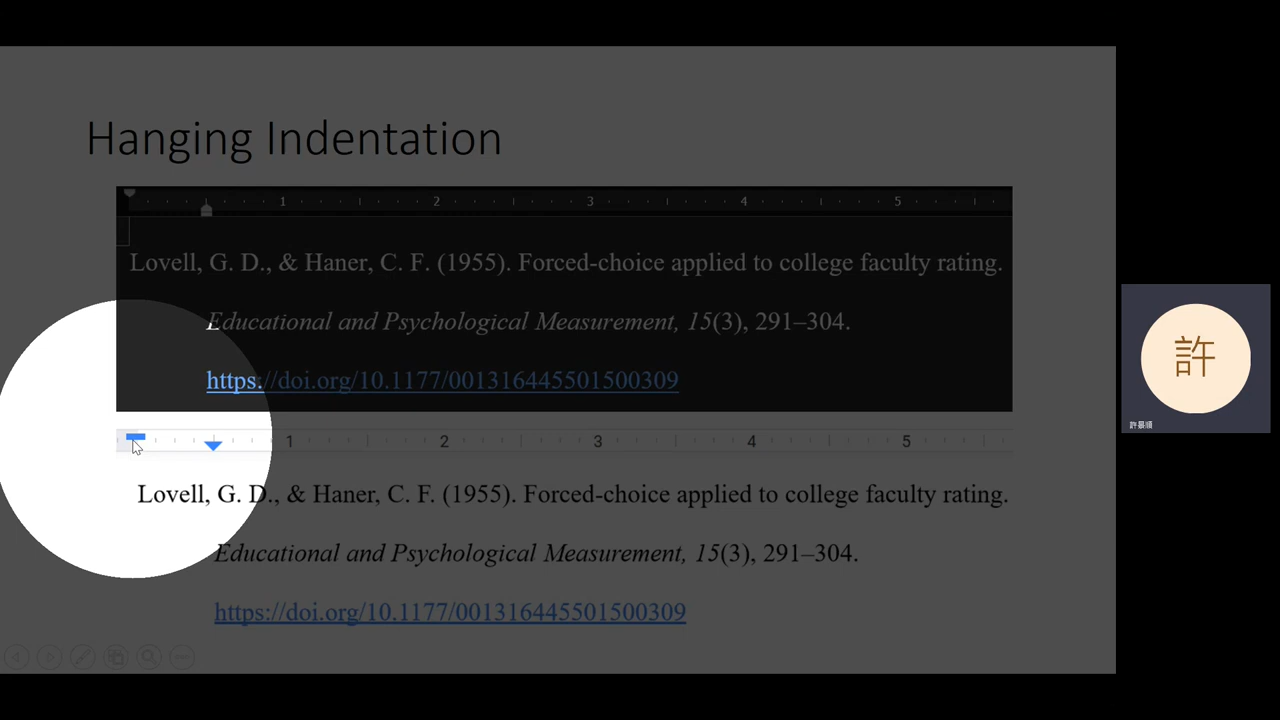 Hanging Indentation
1 2 3 4 5
Lovell, G. D., & Haner, C. F. (1955). Forced-choice applied to college faculty rating.
Educational and Psychological Measurement, 15(3), 291–304.
https://doi.org/10.1177/001316445501500309
1 2 3 4 5
Lovell, G. D., & Haner, C. F. (1955). Forced-choice applied to college faculty rating.
Educational and Psychological Measurement, 15(3), 291–304.
https://doi.org/10.1177/001316445501500309
許
許景順